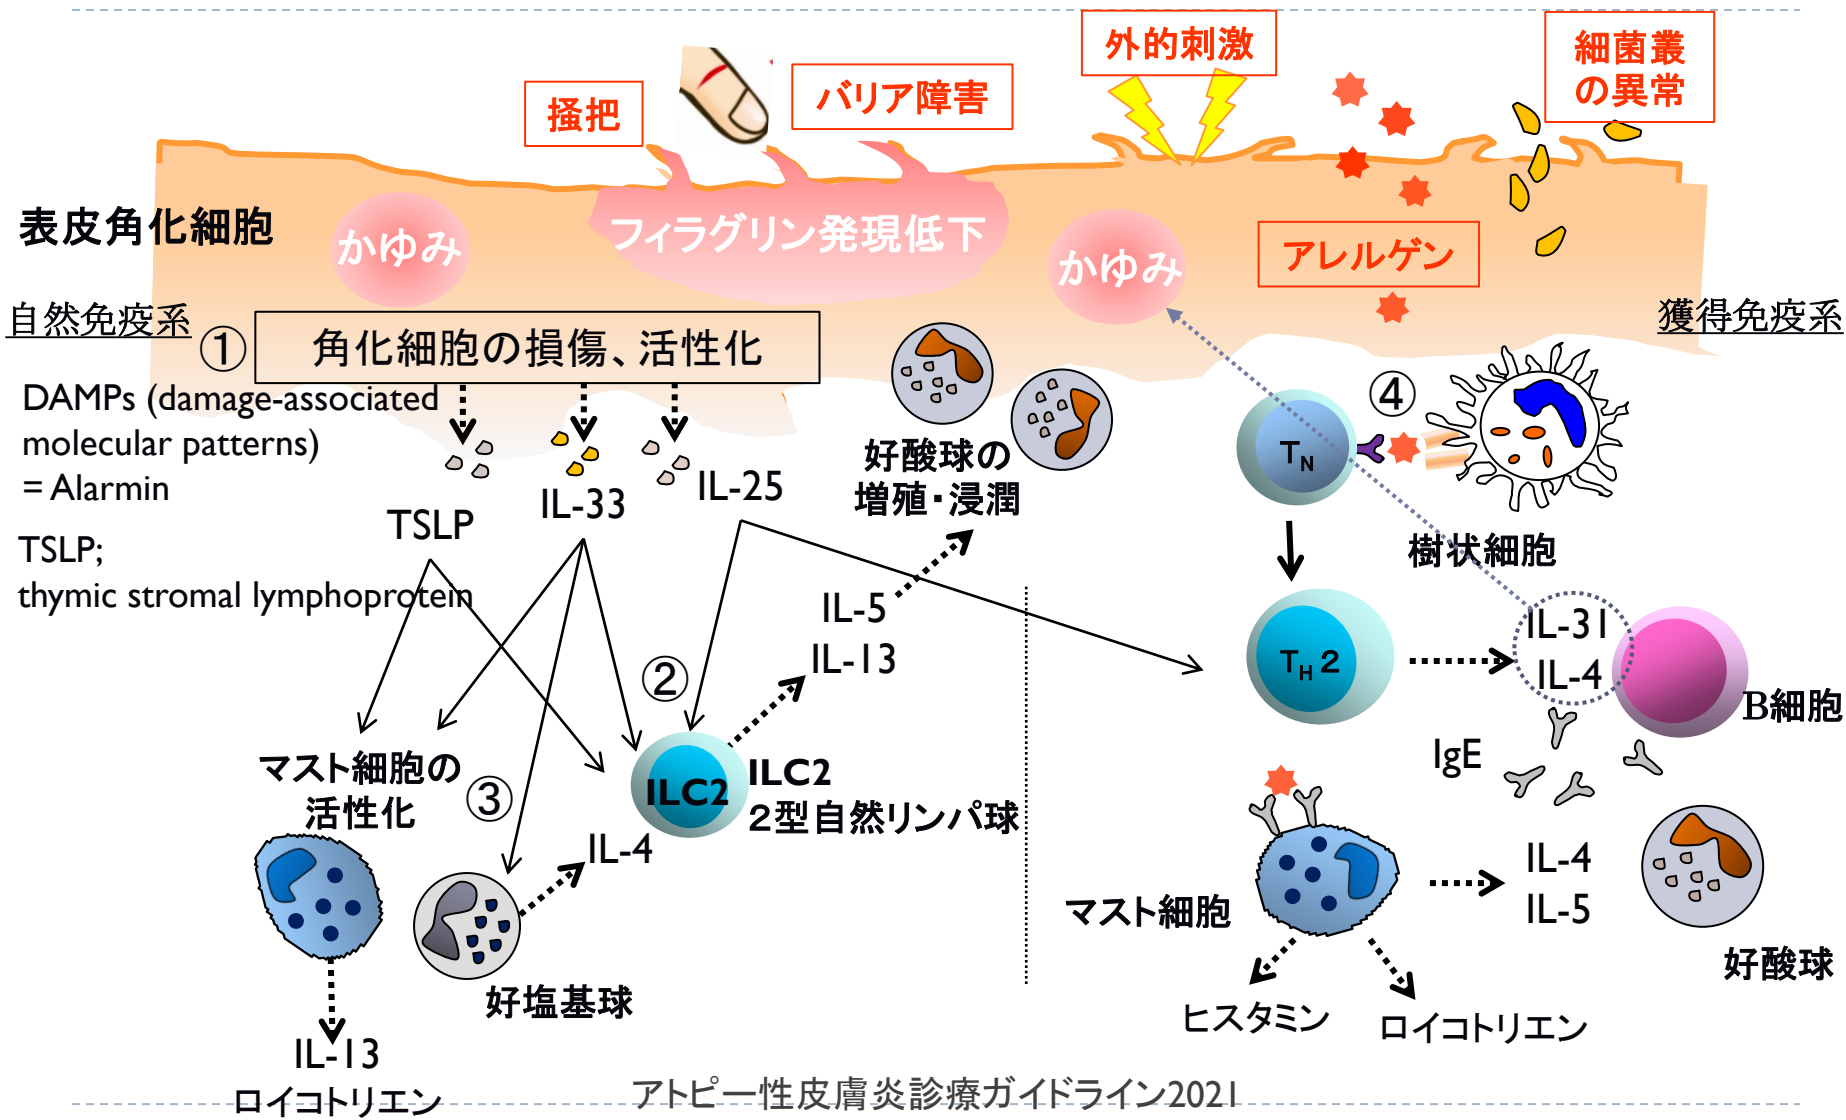 外的刺激
細菌叢
の異常
掻把
バリア障害
表皮角化細胞
かゆみ
フィラグリン発現低下
かゆみ
アレルゲン
自然免疫系
獲得免疫系
① 角化細胞の損傷、活性化
DAMPs (damage-associated
molecular patterns)
= Alarmin
TSLP;
thymic stromal lymphoprotein
TSLP
IL-33
IL-25
好酸球の
増殖・浸潤
④
TN
樹状細胞
IL-5
IL-13
②
TH2
IL-31
IL-4
B細胞
IgE
マスト細胞の
活性化
③
ILC2
ILC2
2型自然リンパ球
IL-4
好塩基球
IL-13
ロイコトリエン
マスト細胞
IL-4
IL-5
好酸球
ヒスタミン
ロイコトリエン
アトピー性皮膚炎診療ガイドライン2021